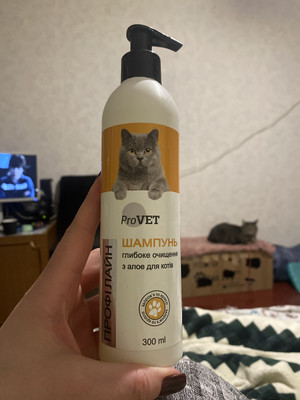 ProVET
ПРОФІЛАЙН
ШАМПУНЬ
глибоке очищення
з алое для котів
300 ml